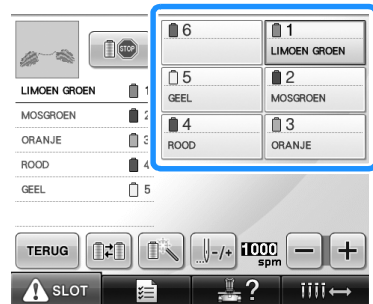 STOP
6
1
LIMOEN GROEN
5
GEEL
2
MOSGROEN
4
ROOD
3
ORANJE
LIMOEN GROEN 1
MOSGROEN 2
ORANJE 3
ROOD 4
GEEL 5
TERUG
-/+
1000 spm
− +
SLOT
?